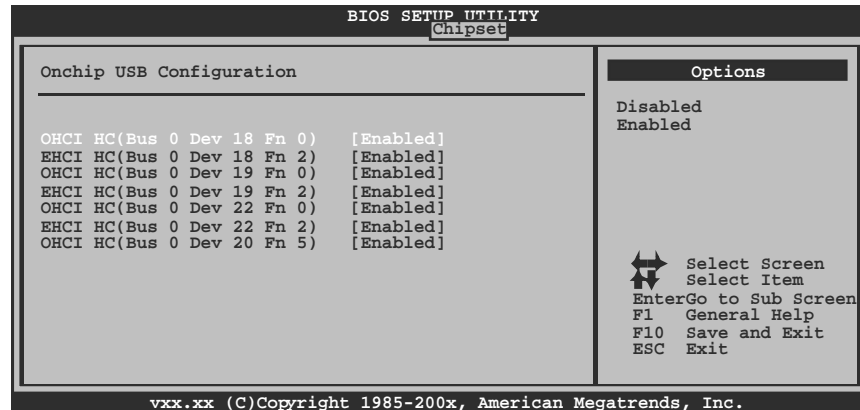 BIOS SETUP UTILITY
Chipset
Onchip USB Configuration
OHCI HC(Bus 0 Dev 18 Fn 0) [Enabled]
EHCI HC(Bus 0 Dev 18 Fn 2) [Enabled]
OHCI HC(Bus 0 Dev 19 Fn 0) [Enabled]
EHCI HC(Bus 0 Dev 19 Fn 2) [Enabled]
OHCI HC(Bus 0 Dev 22 Fn 0) [Enabled]
EHCI HC(Bus 0 Dev 22 Fn 2) [Enabled]
OHCI HC(Bus 0 Dev 20 Fn 5) [Enabled]
Options
Disabled
Enabled
Select Screen
Select Item
EnterGo to Sub Screen
F1 General Help
F10 Save and Exit
ESC Exit
vxx.xx (C)Copyright 1985-200x, American Megatrends, Inc.